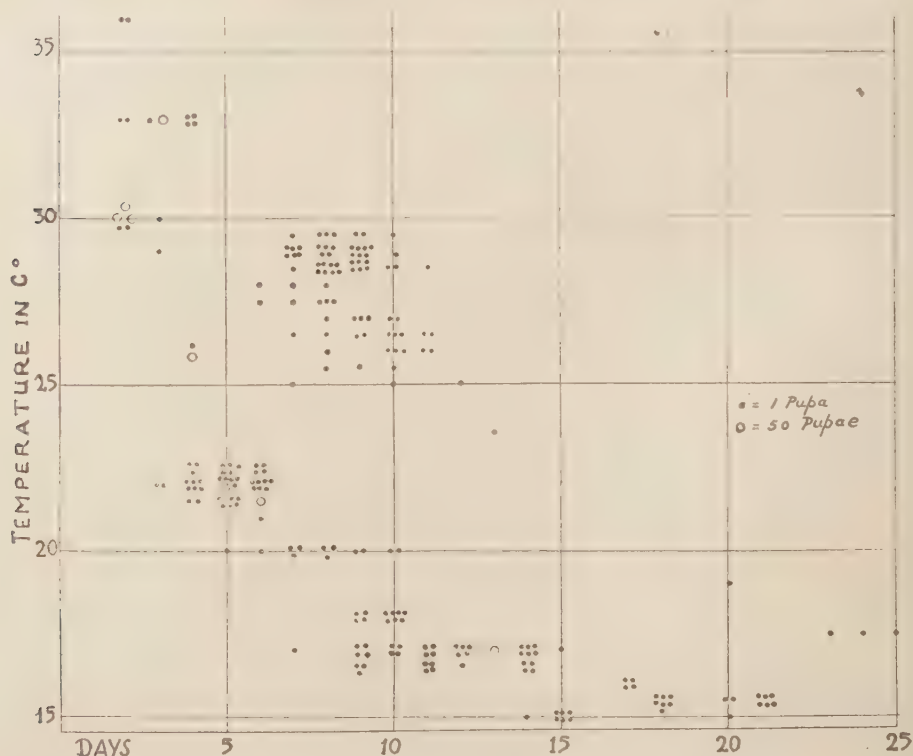 35
30
25
20
15
TEMPERATURE IN C°
• = 1 Pupa
○ = 50 Pupae
DAYS 5 10 15 20 25